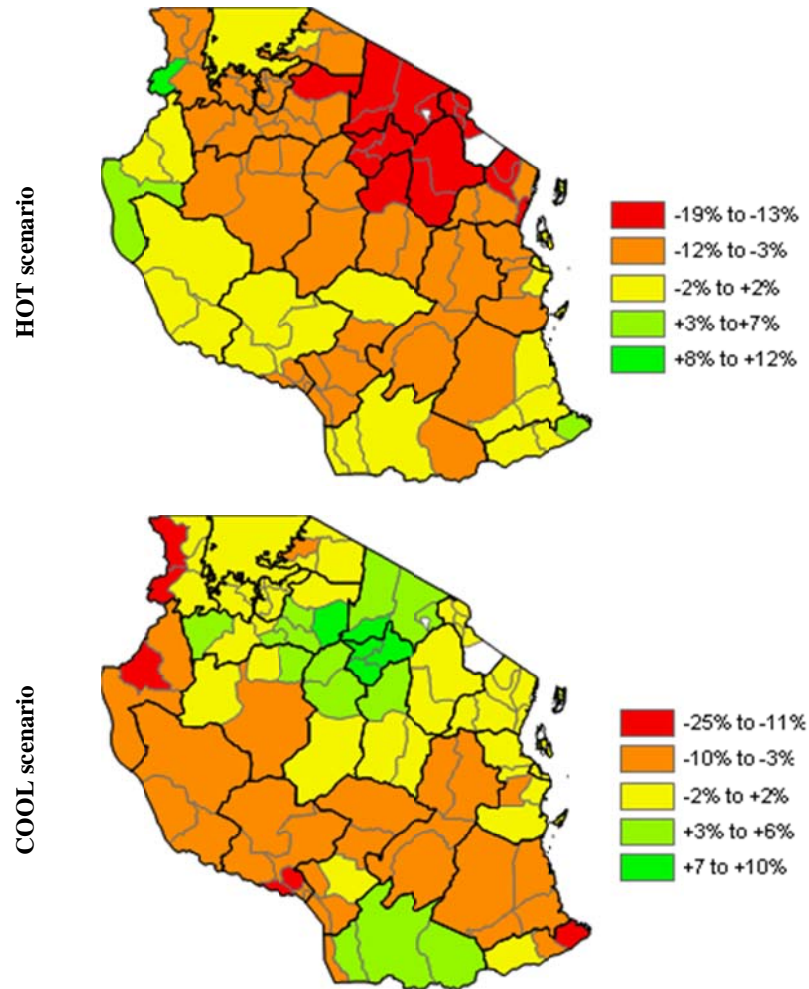 HOT scenario
-19% to -13%
-12% to -3%
-2% to +2%
+3% to+7%
+8% to +12%
COOL scenario
-25% to -11%
-10% to -3%
-2% to +2%
+3% to +6%
+7 to +10%